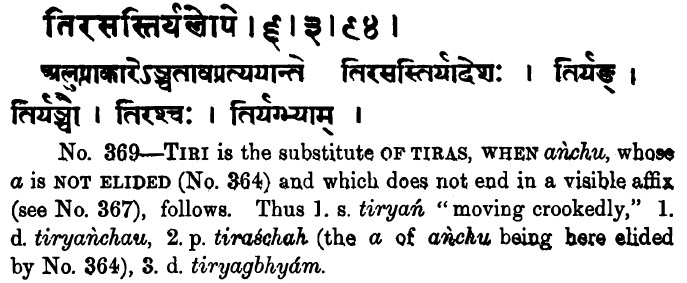 तिरसस्तिर्यलोपे । ६ । ३ । ९४ ।
अलुप्राकारेऽञ्चतावप्रत्ययान्ते तिरसस्तिर्यादेशः । तिर्यङ् ।
तिर्यञ्चौ । तिरश्चः । तिर्यग्भ्याम् ।
No. 369—TIRI is the substitute OF TIRAS, WHEN añchu, whose
a is NOT ELIDED (No. 364) and which does not end in a visible affix
(see No. 367), follows. Thus 1. s. tiryań "moving crookedly," 1.
d. tiryañchau, 2. p. tiraśchah (the a of añchu being here elided
by No. 364), 3. d. tiryagbhyám.